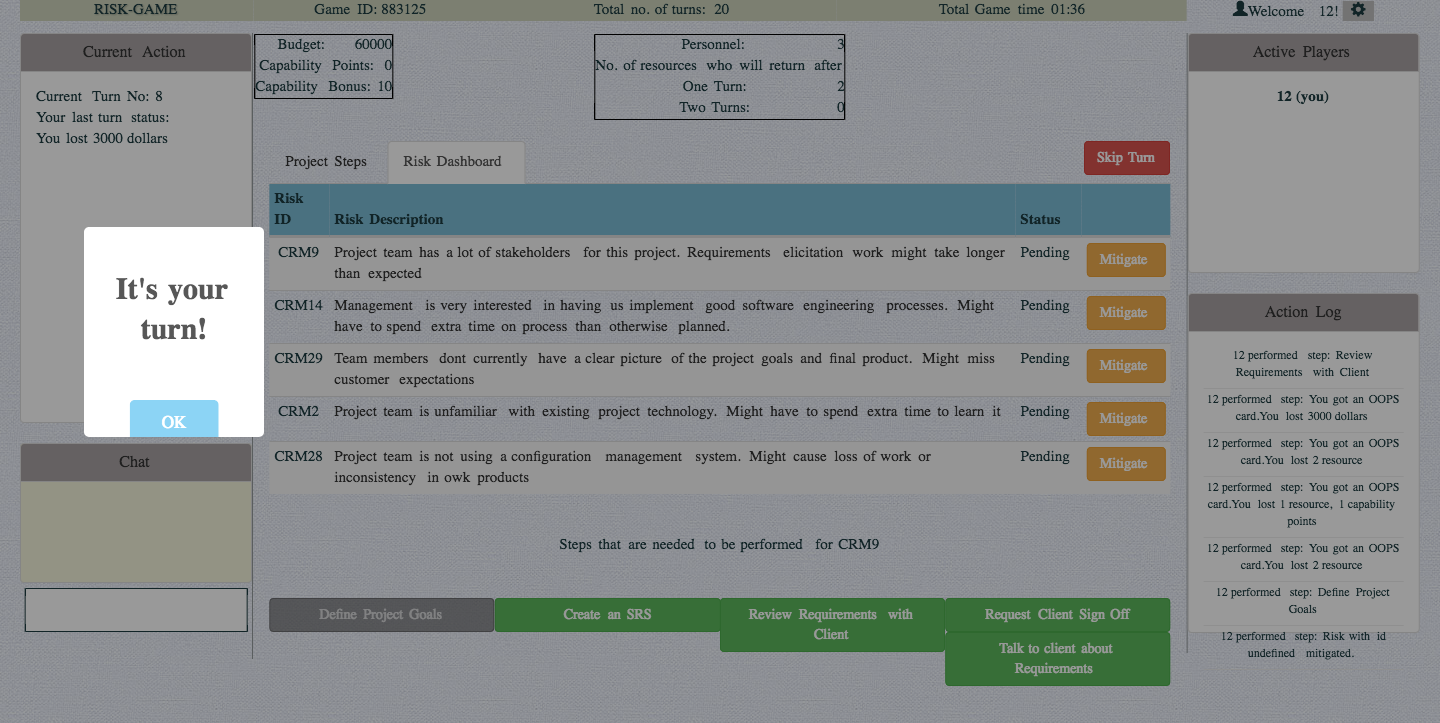 RISK-GAME
Game ID: 883125
Total no. of turns: 20
Total Game time 01:36
Welcome 12!
Current Action
Current Turn No: 8
Your last turn status:
You lost 3000 dollars
Budget: 60000
Capability Points: 0
Capability Bonus: 10
Personnel: 3
No. of resources who will return after
One Turn: 2
Two Turns: 0
Active Players
12 (you)
Project Steps
Risk Dashboard
Skip Turn
Risk
ID
Risk Description
Status
CRM9
Project team has a lot of stakeholders for this project. Requirements elicitation work might take longer
than expected
Pending
Mitigate
CRM14
Management is very interested in having us implement good software engineering processes. Might
have to spend extra time on process than otherwise planned.
Pending
Mitigate
CRM29
Team members dont currently have a clear picture of the project goals and final product. Might miss
customer expectations
Pending
Mitigate
CRM2
Project team is unfamiliar with existing project technology. Might have to spend extra time to learn it
Pending
Mitigate
CRM28
Project team is not using a configuration management system. Might cause loss of work or
inconsistency in owk products
Pending
Mitigate
It's your
turn!
OK
Chat
Steps that are needed to be performed for CRM9
Define Project Goals
Create an SRS
Review Requirements with
Client
Request Client Sign Off
Talk to client about
Requirements
Action Log
12 performed step: Review
Requirements with Client
12 performed step: You got an OOPS
card.You lost 3000 dollars
12 performed step: You got an OOPS
card.You lost 2 resource
12 performed step: You got an OOPS
card.You lost 1 resource, 1 capability
points
12 performed step: You got an OOPS
card.You lost 2 resource
12 performed step: Define Project
Goals
12 performed step: Risk with id
undefined mitigated.